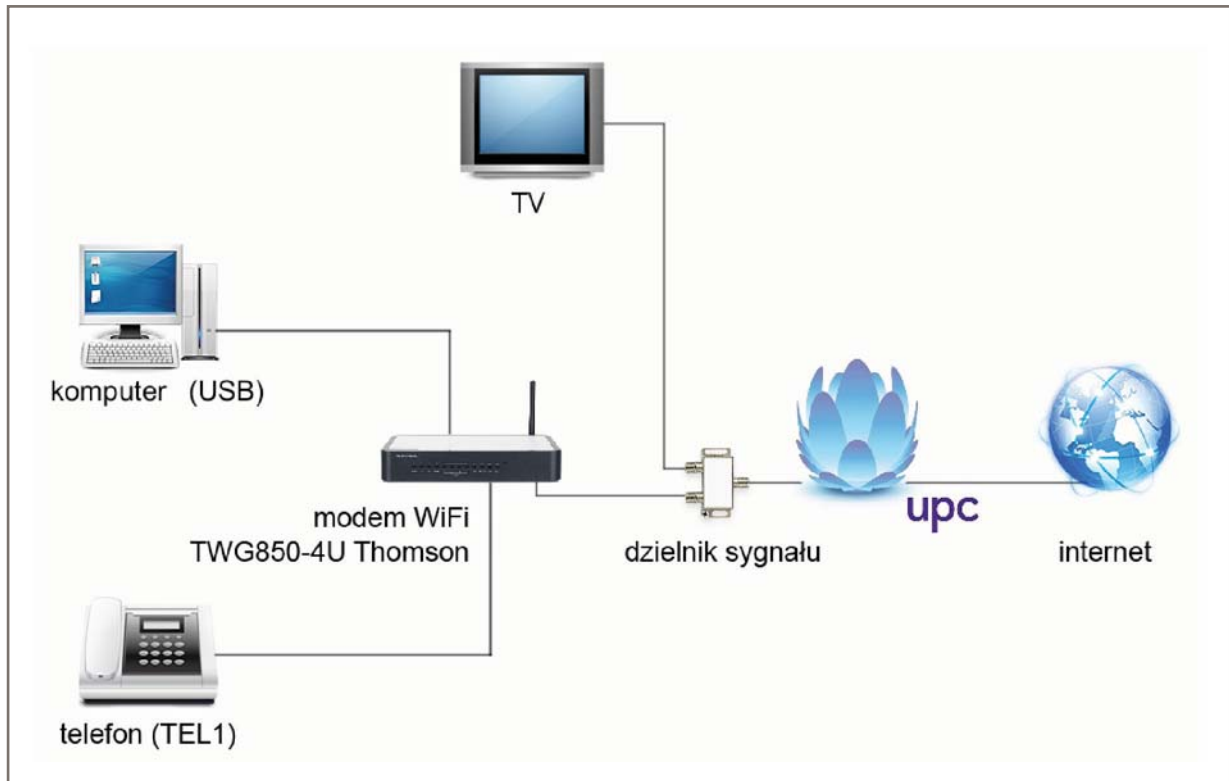 TV
komputer (USB)
modem WiFi
TWG850-4U Thomson
upc
dzielnik sygnału
internet
telefon (TEL1)